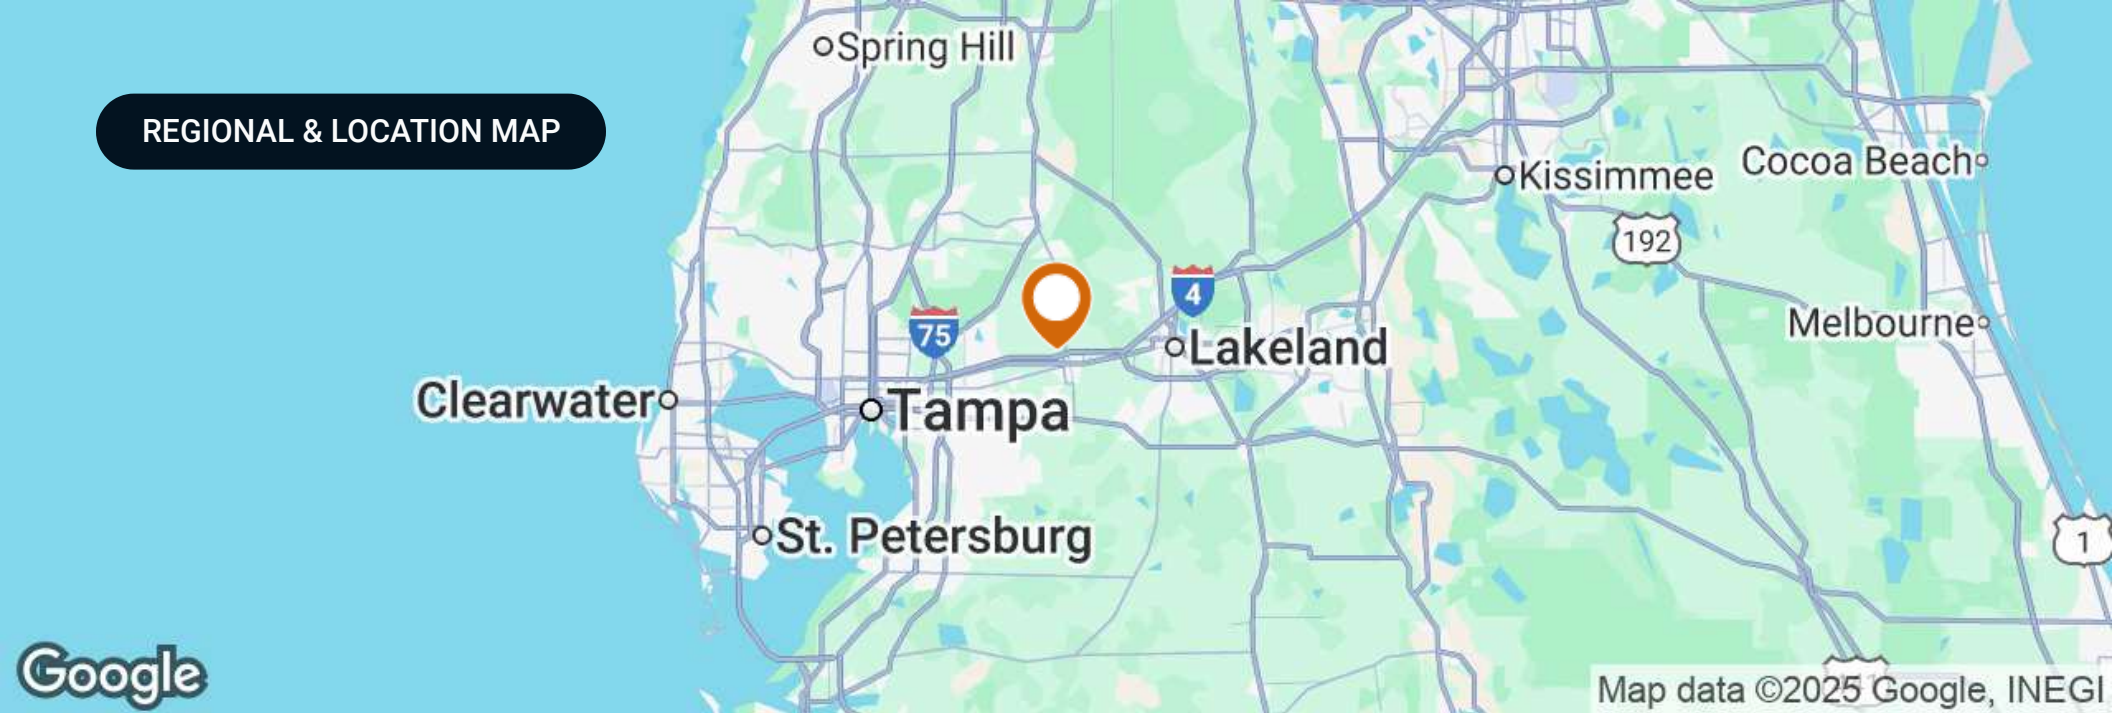 Spring Hill
REGIONAL & LOCATION MAP
Cocoa Beach
Kissimmee
192
4
75
Melbourne
Lakeland
Clearwater
Tampa
St. Petersburg
1
Google
Map data ©2025 Google, INEGI